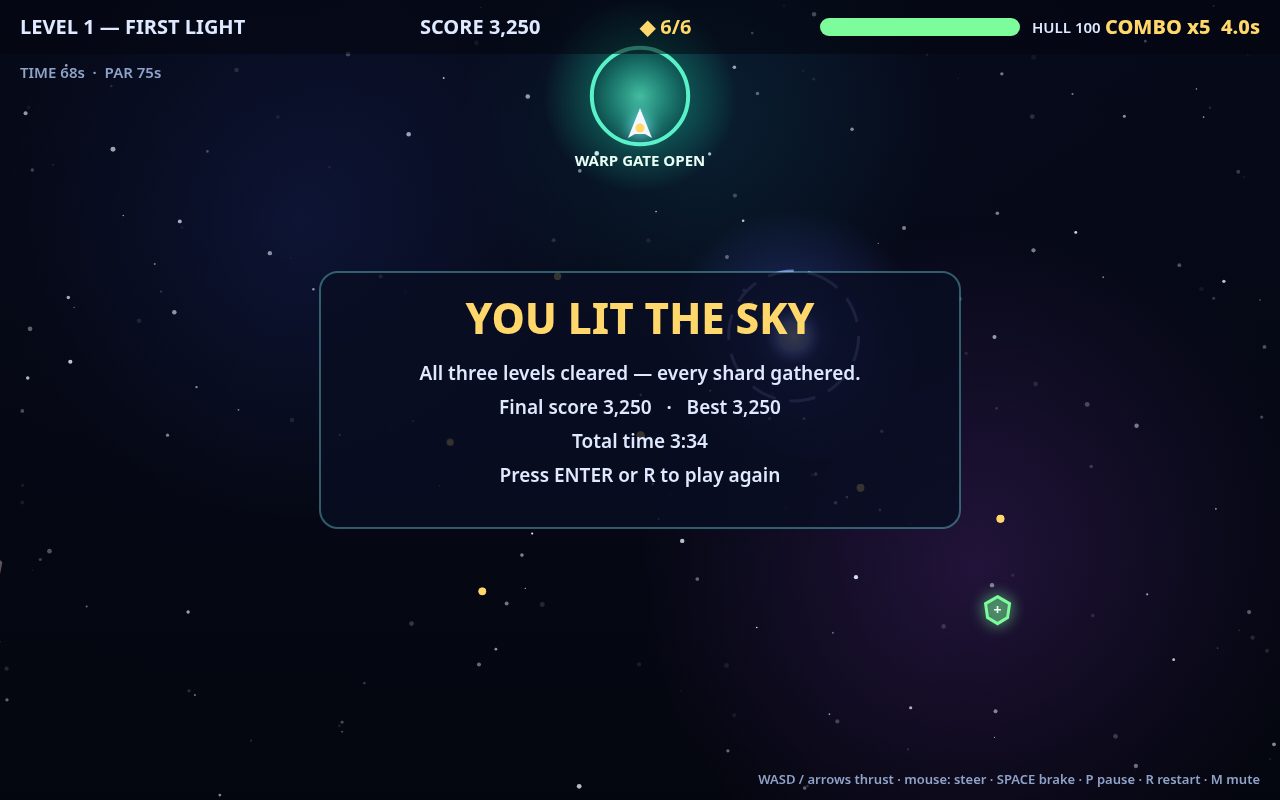 LEVEL 1 — FIRST LIGHT
SCORE 3,250
◆ 6/6
HULL 100
COMBO x5 4.0s
TIME 68s · PAR 75s
WARP GATE OPEN
YOU LIT THE SKY
All three levels cleared — every shard gathered.
Final score 3,250 · Best 3,250
Total time 3:34
Press ENTER or R to play again
WASD / arrows thrust · mouse: steer · SPACE brake · P pause · R restart · M mute